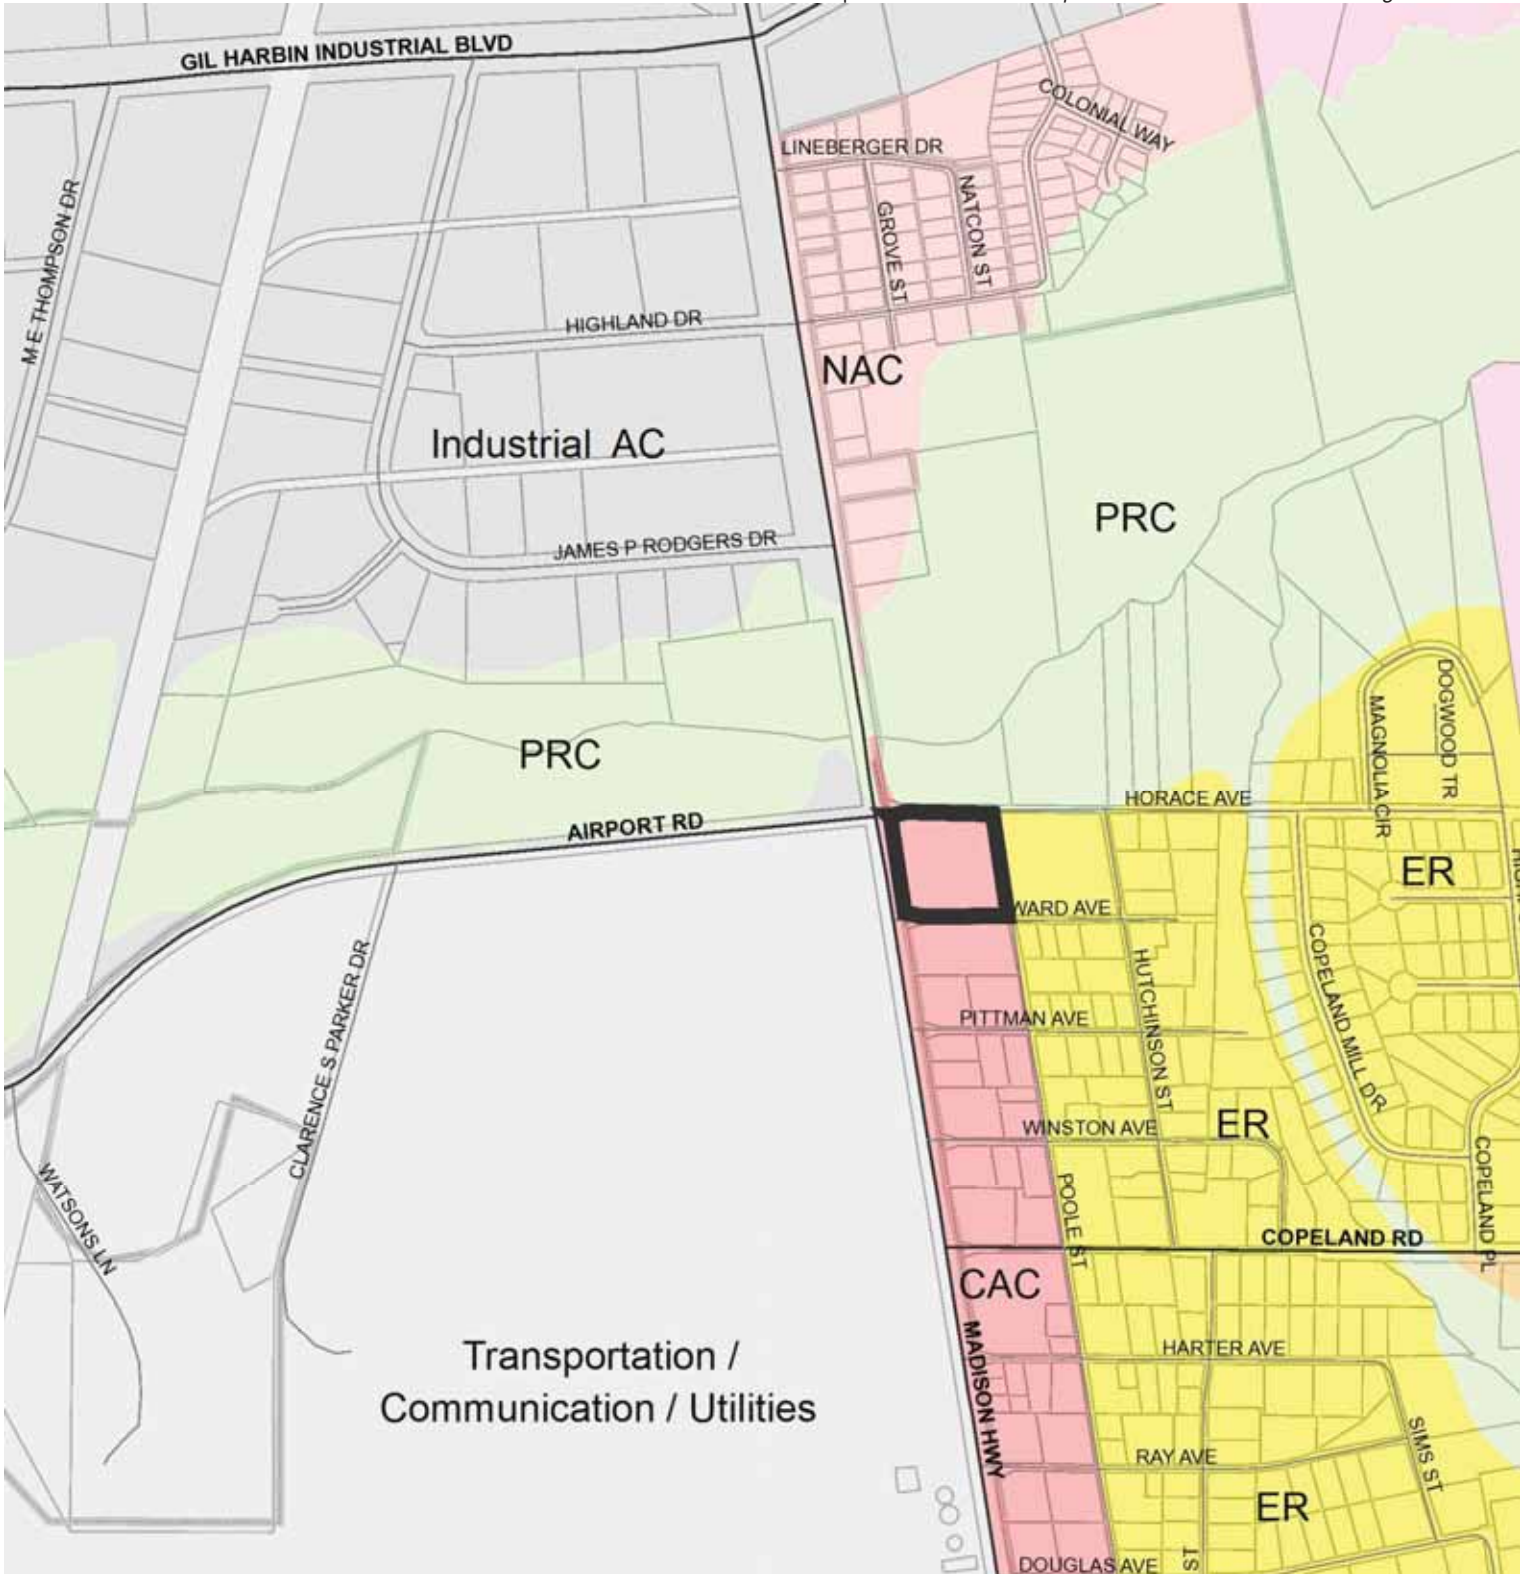 GIL HARBIN INDUSTRIAL BLVD
COLONIAL WAY
LINEBERGER DR
M E THOMPSON DR
GROVE ST
NATCON ST
HIGHLAND DR
NAC
Industrial AC
PRC
JAMES P RODGERS DR
DOGWOOD TR
MAGNOLIA CIR
PRC
HORACE AVE
AIRPORT RD
ER
WARD AVE
COPELAND MILL DR
HUTCHINSON ST
CLARENCE S PARKER DR
PITTMAN AVE
ER
WINSTON AVE
WATSONS LN
POOLE ST
COPELAND PL
COPELAND RD
CAC
MADISON HWY
HARTER AVE
Transportation /
Communication / Utilities
SIMS ST
RAY AVE
ER
DOUGLAS AVE
ST